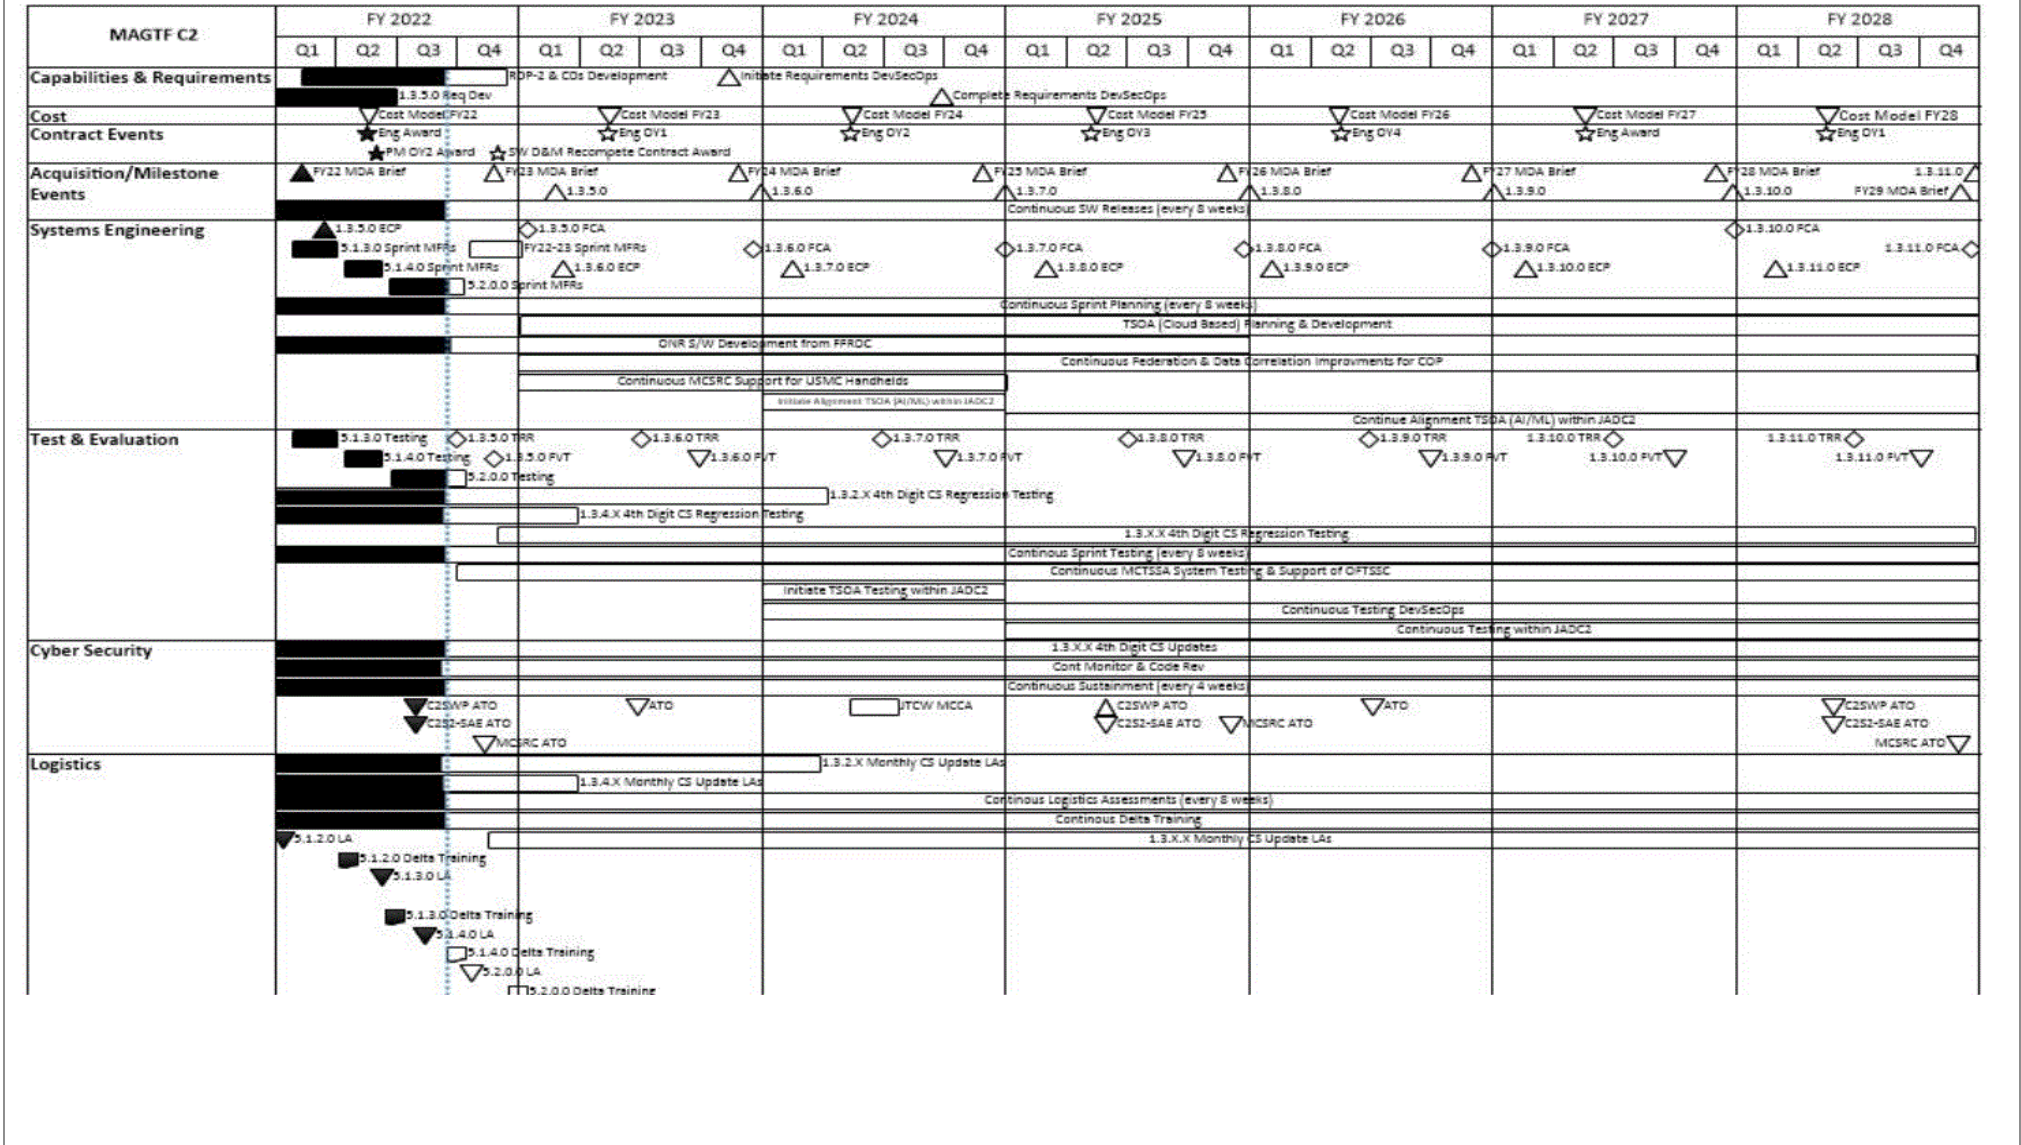 MAGTF C2
FY 2022 FY 2023 FY 2024 FY 2025 FY 2026 FY 2027 FY 2028
Q1 Q2 Q3 Q4 Q1 Q2 Q3 Q4 Q1 Q2 Q3 Q4 Q1 Q2 Q3 Q4 Q1 Q2 Q3 Q4 Q1 Q2 Q3 Q4 Q1 Q2 Q3 Q4
Capabilities & Requirements RDP-2 & CDs Development Initiate Requirements DevSecOps
1.3.5.0 Req Dev Complete Requirements DevSecOps
Cost Cost Model FY22 Cost Model FY23 Cost Model FY24 Cost Model FY25 Cost Model FY26 Cost Model FY27 Cost Model FY28
Contract Events Eng Award Eng OY1 Eng OY2 Eng OY3 Eng OY4 Eng Award Eng OY1
PM OY2 Award SW D&M Recompete Contract Award
Acquisition/Milestone FY22 MDA Brief FY23 MDA Brief FY24 MDA Brief FY25 MDA Brief FY26 MDA Brief FY27 MDA Brief FY28 MDA Brief 1.3.11.0
Events 1.3.5.0 1.3.6.0 1.3.7.0 1.3.8.0 1.3.9.0 1.3.10.0 FY29 MDA Brief
Continuous SW Releases (every 8 weeks)
Systems Engineering 1.3.5.0 ECP 1.3.5.0 FCA 1.3.10.0 FCA
5.1.3.0 Sprint MFRs FY22-23 Sprint MFRs 1.3.6.0 FCA 1.3.7.0 FCA 1.3.8.0 FCA 1.3.9.0 FCA 1.3.11.0 FCA
5.1.4.0 Sprint MFRs 1.3.6.0 ECP 1.3.7.0 ECP 1.3.8.0 ECP 1.3.9.0 ECP 1.3.10.0 ECP 1.3.11.0 ECP
5.2.0.0 Sprint MFRs
Continuous Sprint Planning (every 8 weeks)
TSOA (Cloud Based) Planning & Development
ONR S/W Development from FFRDC
Continuous Federation & Data Correlation Improvments for COP
Continuous MCSRC Support for USMC Handhelds
Initiate Alignment TSOA (AI/ML) within JADC2
Continue Alignment TSOA (AI/ML) within JADC2
Test & Evaluation 5.1.3.0 Testing 1.3.5.0 TRR 1.3.6.0 TRR 1.3.7.0 TRR 1.3.8.0 TRR 1.3.9.0 TRR 1.3.10.0 TRR 1.3.11.0 TRR
5.1.4.0 Testing 1.3.5.0 FVT 1.3.6.0 FVT 1.3.7.0 FVT 1.3.8.0 FVT 1.3.9.0 FVT 1.3.10.0 FVT 1.3.11.0 FVT
5.2.0.0 Testing
1.3.2.X 4th Digit CS Regression Testing
1.3.4.X 4th Digit CS Regression Testing
1.3.X.X 4th Digit CS Regression Testing
Continous Sprint Testing (every 8 weeks)
Continuous MCTSSA System Testing & Support of OFTSSC
Initiate TSOA Testing within JADC2
Continuous Testing DevSecOps
Continuous Testing within JADC2
Cyber Security 1.3.X.X 4th Digit CS Updates
Cont Monitor & Code Rev
Continuous Sustainment (every 4 weeks)
C2SWP ATO ATO JTCW MCCA C2SWP ATO ATO C2SWP ATO
C2S2-SAE ATO C2S2-SAE ATO MCSRC ATO C2S2-SAE ATO
MCSRC ATO MCSRC ATO
Logistics 1.3.2.X Monthly CS Update LAs
1.3.4.X Monthly CS Update LAs
Continous Logistics Assessments (every 8 weeks)
Continous Delta Training
5.1.2.0 LA 1.3.X.X Monthly CS Update LAs
5.1.2.0 Delta Training
5.1.3.0 LA
5.1.3.0 Delta Training
5.1.4.0 LA
5.1.4.0 Delta Training
5.2.0.0 LA
5.2.0.0 Delta Training